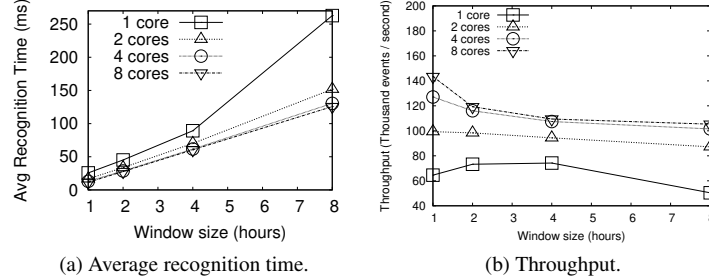 Avg Recognition Time (ms)
250
200
150
100
50
0
1 core
2 cores
4 cores
8 cores
1 2 3 4 5 6 7 8
Window size (hours)
(a) Average recognition time.
Throughput (Thousand events / second)
200
180
160
140
120
100
80
60
40
1 core
2 cores
4 cores
8 cores
1 2 3 4 5 6 7 8
Window size (hours)
(b) Throughput.